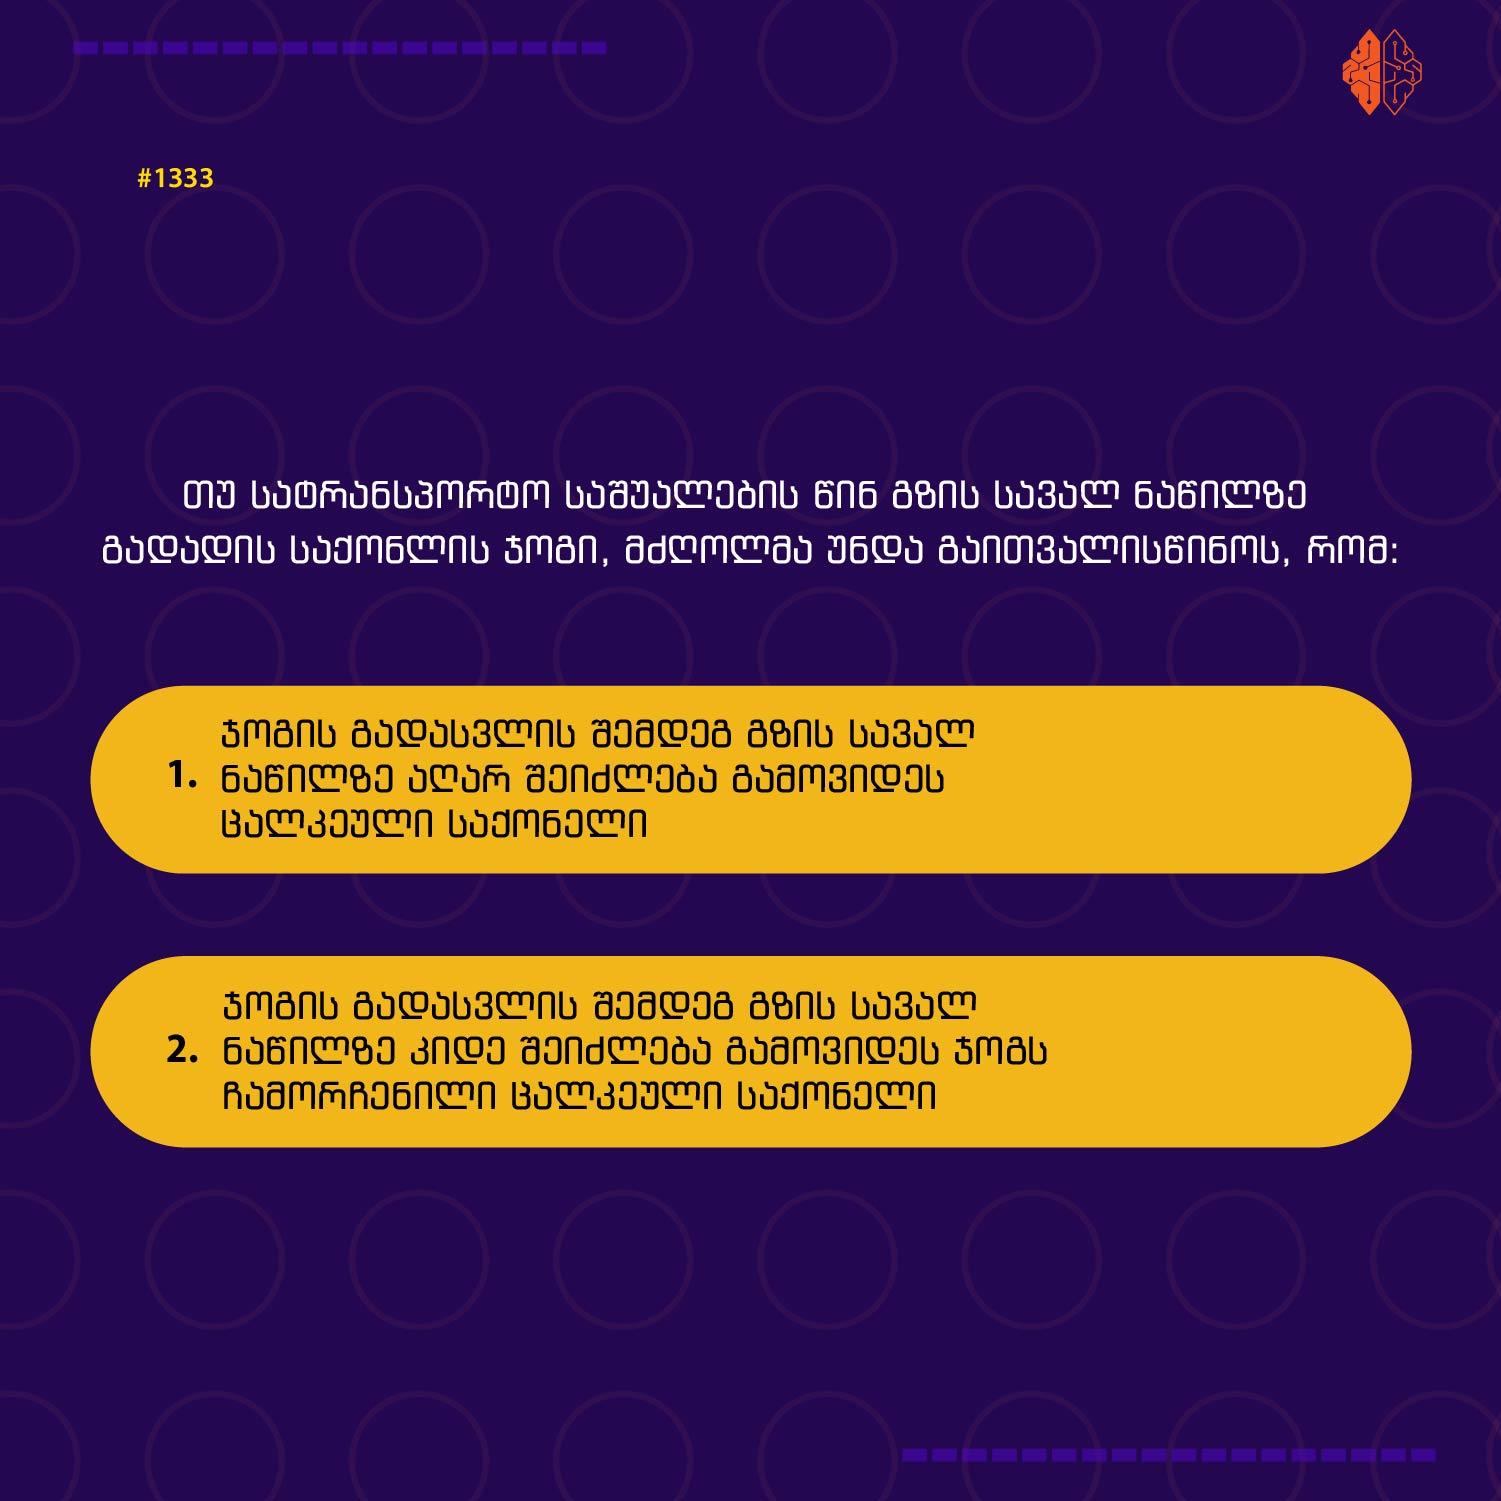 #1333
თუ სატრანსპორტო საშუალების წინ გზის სავალ ნაწილზე
გადადის საქონლის ჯოგი, მძღოლმა უნდა გაითვალისწინოს, რომ:
ჯოგის გადასვლის შემდეგ გზის სავალ
1. ნაწილზე აღარ შეიძლება გამოვიდეს
ცალკეული საქონელი
ჯოგის გადასვლის შემდეგ გზის სავალ
2. ნაწილზე კიდე შეიძლება გამოვიდეს ჯოგს
ჩამორჩენილი ცალკეული საქონელი